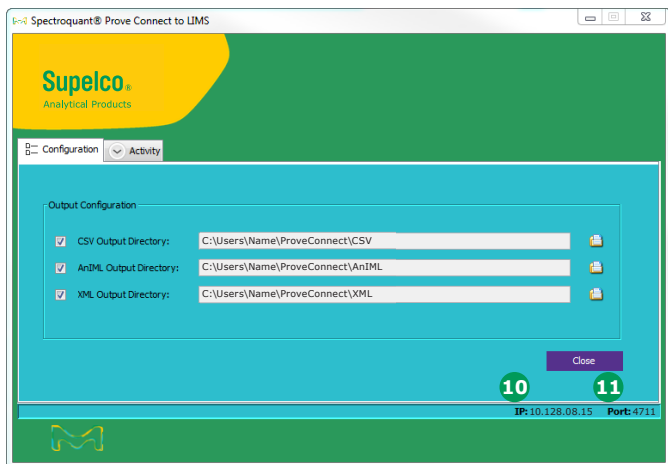 Spectroquant® Prove Connect to LIMS
Supelco®
Analytical Products
Configuration
Activity
Output Configuration
CSV Output Directory: C:\Users\Name\ProveConnect\CSV
AnIML Output Directory: C:\Users\Name\ProveConnect\AnIML
XML Output Directory: C:\Users\Name\ProveConnect\XML
Close
10 11
IP: 10.128.08.15 Port: 4711